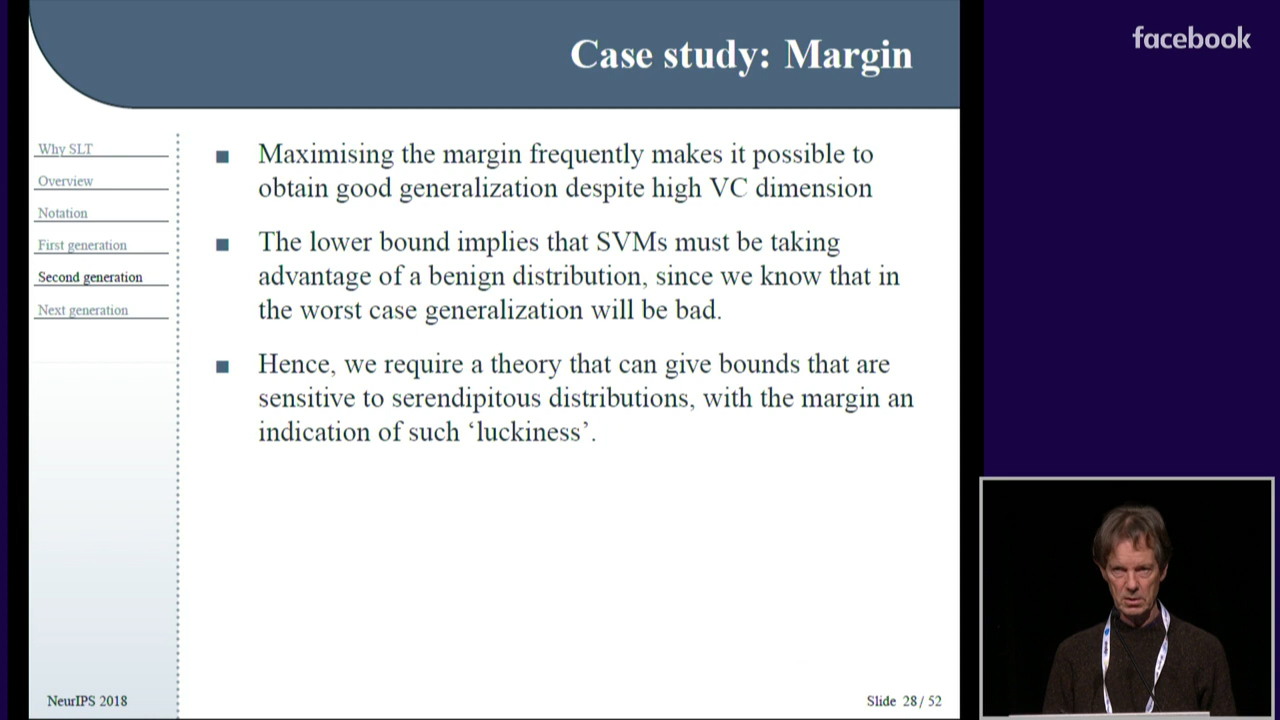 Case study: Margin
facebook
Why SLT
Overview
Notation
First generation
Second generation
Next generation
Maximising the margin frequently makes it possible to
obtain good generalization despite high VC dimension
The lower bound implies that SVMs must be taking
advantage of a benign distribution, since we know that in
the worst case generalization will be bad.
Hence, we require a theory that can give bounds that are
sensitive to serendipitous distributions, with the margin an
indication of such ‘luckiness’.
NeurIPS 2018
Slide 28 / 52